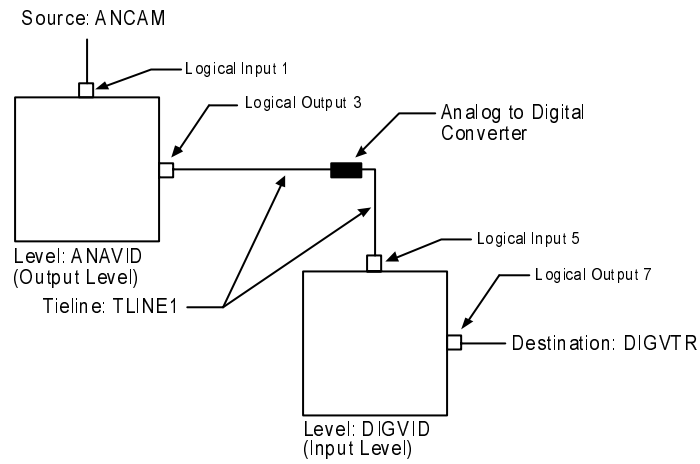 Source: ANCAM
Logical Input 1
Logical Output 3
Analog to Digital
Converter
Logical Input 5
Level: ANAVID
(Output Level)
Logical Output 7
Tieline: TLINE1
Destination: DIGVTR
Level: DIGVID
(Input Level)